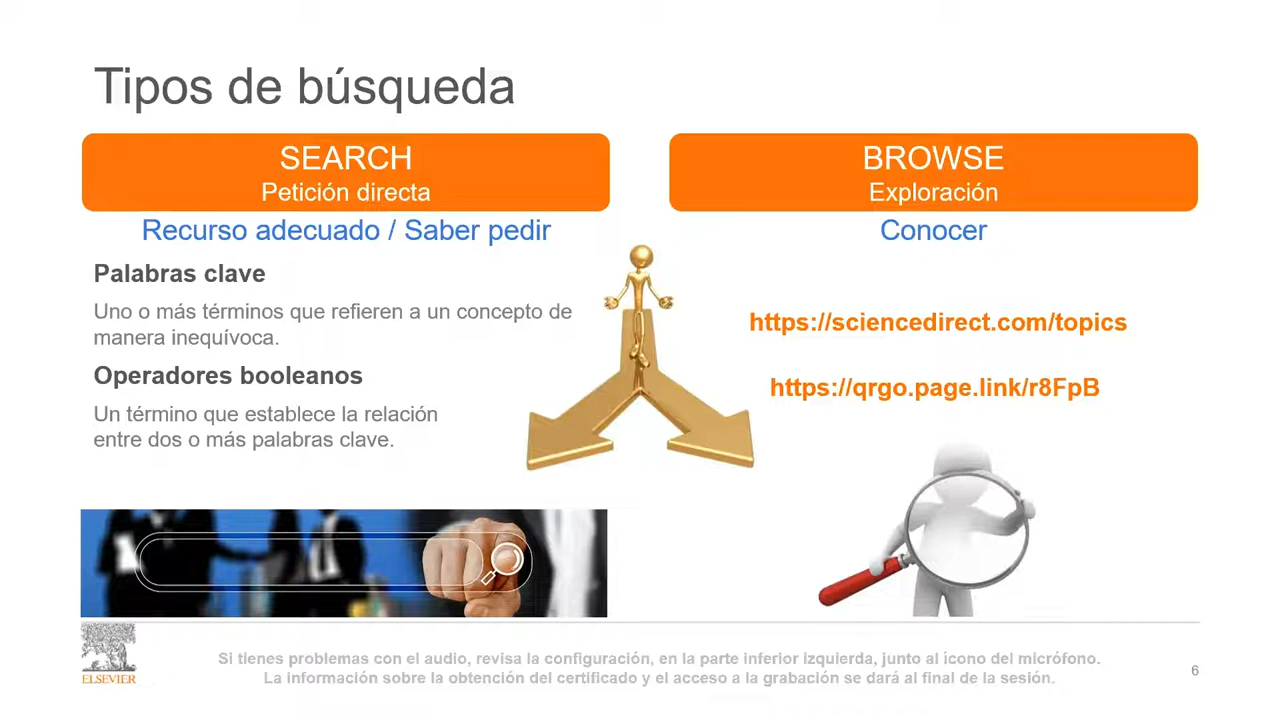 Tipos de búsqueda
SEARCH
Petición directa
Recurso adecuado / Saber pedir
Palabras clave
Uno o más términos que refieren a un concepto de
manera inequívoca.
Operadores booleanos
Un término que establece la relación
entre dos o más palabras clave.
BROWSE
Exploración
Conocer
https://sciencedirect.com/topics
https://qrgo.page.link/r8FpB
ELSEVIER
Si tienes problemas con el audio, revisa la configuración, en la parte inferior izquierda, junto al ícono del micrófono.
La información sobre la obtención del certificado y el acceso a la grabación se dará al final de la sesión.
6